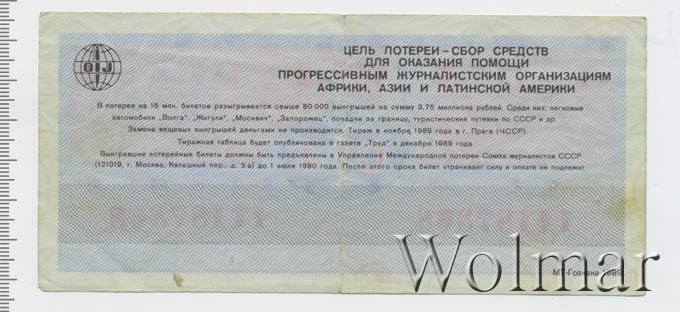 OIJ
ЦЕЛЬ ЛОТЕРЕИ – СБОР СРЕДСТВ
ДЛЯ ОКАЗАНИЯ ПОМОЩИ
ПРОГРЕССИВНЫМ ЖУРНАЛИСТСКИМ ОРГАНИЗАЦИЯМ
АФРИКИ, АЗИИ И ЛАТИНСКОЙ АМЕРИКИ
В лотерее на 15 млн. билетов разыгрывается свыше 80 000 выигрышей на сумму 3,75 миллиона рублей. Среди них: легковые
автомобили „Волга", „Жигули", „Москвич", „Запорожец", поездки за границу, туристические путевки по СССР и др.
Замена вещевых выигрышей деньгами не производится. Тираж в ноябре 1989 года в г. Праге (ЧССР).
Тиражная таблица будет опубликована в газете „Труд" в декабре 1989 года.
Выигравшие лотерейные билеты должны быть предъявлены в Управление Международной лотереи Союза журналистов СССР
(121019, г. Москва, Калашный пер., д. 3 а) до 1 июля 1990 года. После этого срока билет утрачивает силу и оплате не подлежит.
Wolmar
МТ Гознака 1989.